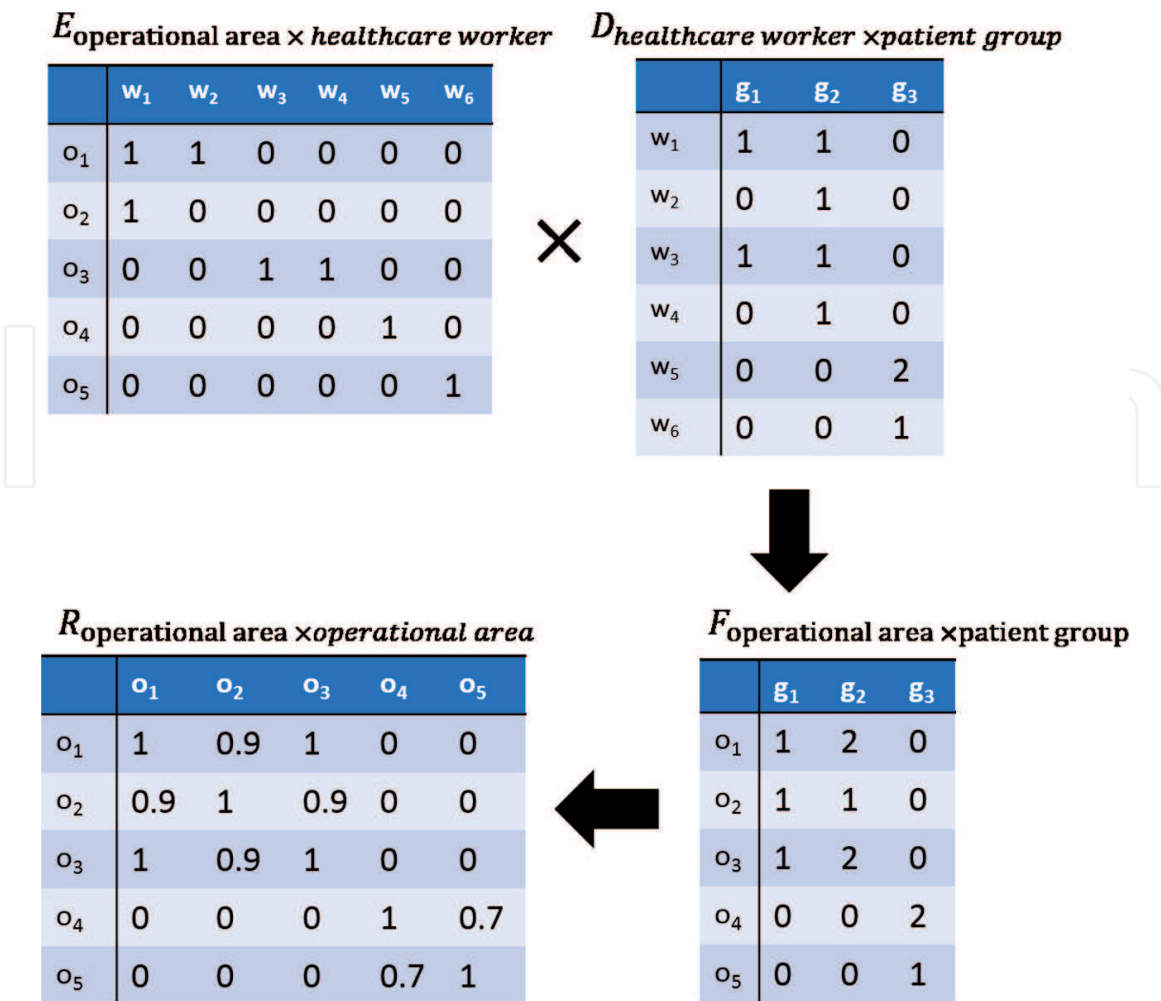 E operational area × healthcare worker
w₁ w₂ w₃ w₄ w₅ w₆
o₁ 1 1 0 0 0 0
o₂ 1 0 0 0 0 0
o₃ 0 0 1 1 0 0
o₄ 0 0 0 0 1 0
o₅ 0 0 0 0 0 1
×
D healthcare worker ×patient group
g₁ g₂ g₃
w₁ 1 1 0
w₂ 0 1 0
w₃ 1 1 0
w₄ 0 1 0
w₅ 0 0 2
w₆ 0 0 1
R operational area ×operational area
o₁ o₂ o₃ o₄ o₅
o₁ 1 0.9 1 0 0
o₂ 0.9 1 0.9 0 0
o₃ 1 0.9 1 0 0
o₄ 0 0 0 1 0.7
o₅ 0 0 0 0.7 1
F operational area ×patient group
g₁ g₂ g₃
o₁ 1 2 0
o₂ 1 1 0
o₃ 1 2 0
o₄ 0 0 2
o₅ 0 0 1